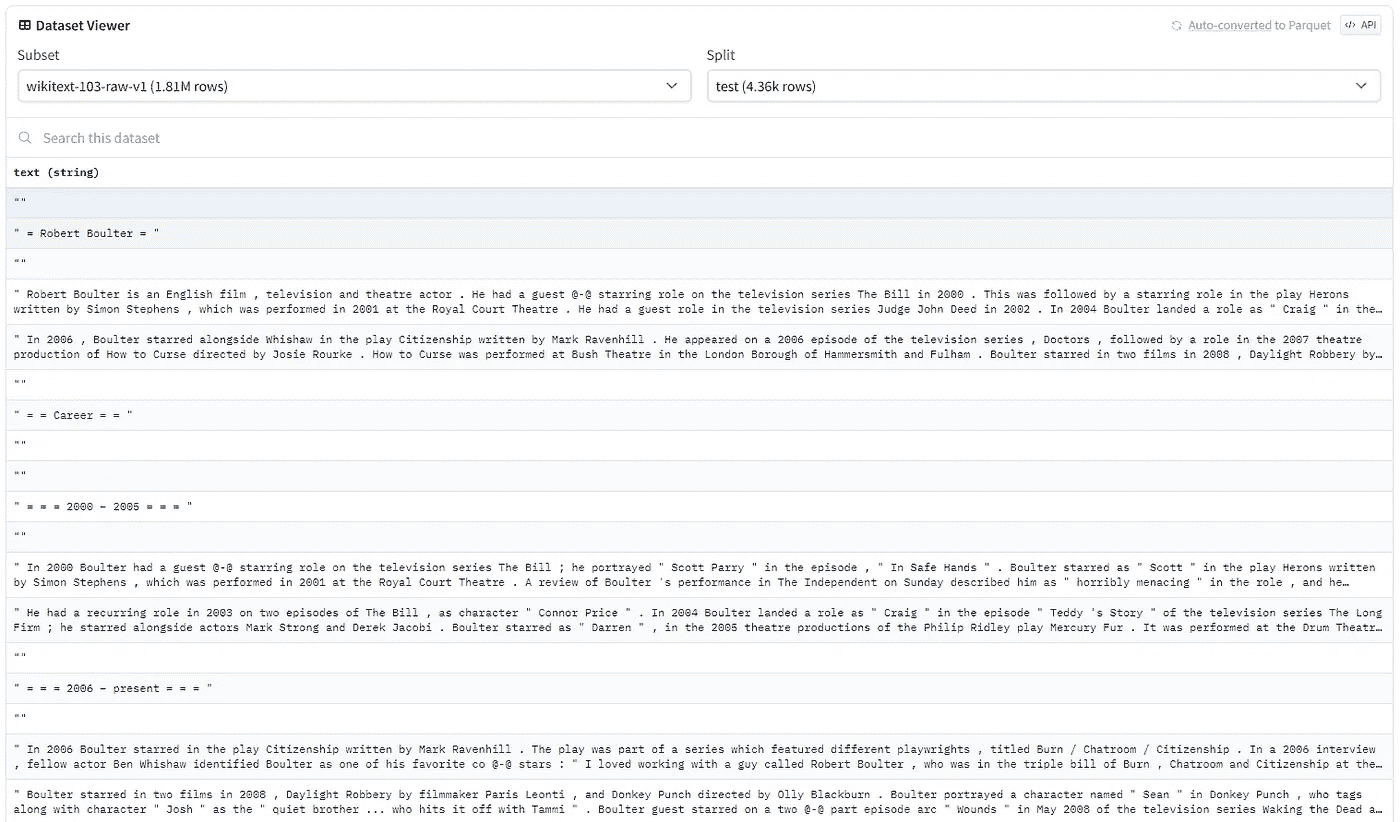 Dataset Viewer
Auto-converted to Parquet
</> API
Subset
Split
wikitext-103-raw-v1 (1.81M rows)
test (4.36k rows)
Search this dataset
text (string)
""
" = Robert Boulter = "
""
" Robert Boulter is an English film , television and theatre actor . He had a guest @-@ starring role on the television series The Bill in 2000 . This was followed by a starring role in the play Herons
written by Simon Stephens , which was performed in 2001 at the Royal Court Theatre . He had a guest role in the television series Judge John Deed in 2002 . In 2004 Boulter landed a role as " Craig " in the…
" In 2006 , Boulter starred alongside Whishaw in the play Citizenship written by Mark Ravenhill . He appeared on a 2006 episode of the television series , Doctors , followed by a role in the 2007 theatre
production of How to Curse directed by Josie Rourke . How to Curse was performed at Bush Theatre in the London Borough of Hammersmith and Fulham . Boulter starred in two films in 2008 , Daylight Robbery by…
""
" = = Career = = "
""
""
" = = = 2000 – 2005 = = = "
""
" In 2000 Boulter had a guest @-@ starring role on the television series The Bill ; he portrayed " Scott Parry " in the episode , " In Safe Hands " . Boulter starred as " Scott " in the play Herons written
by Simon Stephens , which was performed in 2001 at the Royal Court Theatre . A review of Boulter 's performance in The Independent on Sunday described him as " horribly menacing " in the role , and he…
" He had a recurring role in 2003 on two episodes of The Bill , as character " Connor Price " . In 2004 Boulter landed a role as " Craig " in the episode " Teddy 's Story " of the television series The Long
Firm ; he starred alongside actors Mark Strong and Derek Jacobi . Boulter starred as " Darren " , in the 2005 theatre productions of the Philip Ridley play Mercury Fur . It was performed at the Drum Theatr…
""
" = = = 2006 – present = = = "
""
" In 2006 Boulter starred in the play Citizenship written by Mark Ravenhill . The play was part of a series which featured different playwrights , titled Burn / Chatroom / Citizenship . In a 2006 interview
, fellow actor Ben Whishaw identified Boulter as one of his favorite co @-@ stars : " I loved working with a guy called Robert Boulter , who was in the triple bill of Burn , Chatroom and Citizenship at the…
" Boulter starred in two films in 2008 , Daylight Robbery by filmmaker Paris Leonti , and Donkey Punch directed by Olly Blackburn . Boulter portrayed a character named " Sean " in Donkey Punch , who tags
along with character " Josh " as the " quiet brother ... who hits it off with Tammi " . Boulter guest starred on a two @-@ part episode arc " Wounds " in May 2008 of the television series Waking the Dead a…